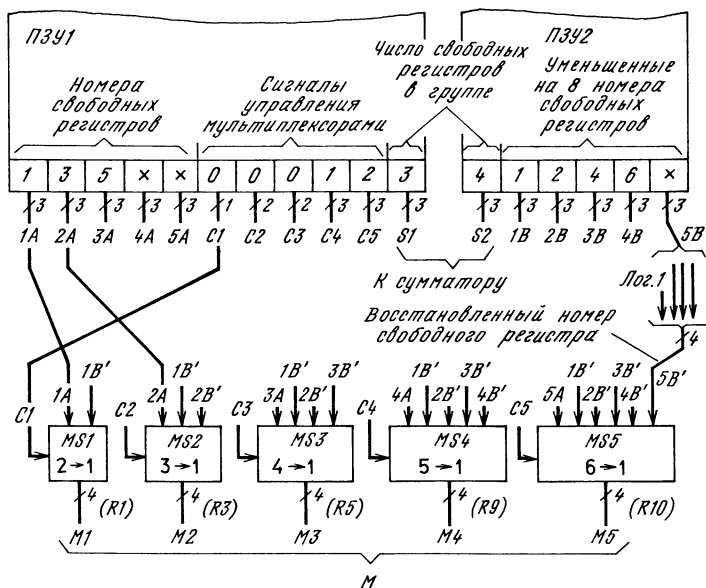 ПЗУ1
Номера
свободных
регистров
Сигналы
управления
мультиплексорами
Число свободных
регистров
в группе
ПЗУ2
Уменьшенные
на 8 номера
свободных
регистров
1 3 5 × × 0 0 0 1 2 3
4 1 2 4 6 ×
3 3 3 3 3 1 2 2 3 3 3
3 3 3 3 3 3
1A 2A 3A 4A 5A C1 C2 C3 C4 C5 S1
S2 1B 2B 3B 4B 5B
К сумматору
Лог.1
Восстановленный номер
свободного регистра
4
C1 1A 1B'
C2 2A 1B' 2B'
C3 3A 1B' 2B' 3B'
C4 4A 1B' 2B' 3B' 4B'
C5 5A 1B' 2B' 3B' 4B' 5B'
MS1
2→1
MS2
3→1
MS3
4→1
MS4
5→1
MS5
6→1
4 (R1)
4 (R3)
4 (R5)
4 (R9)
4 (R10)
M1 M2 M3 M4 M5
M